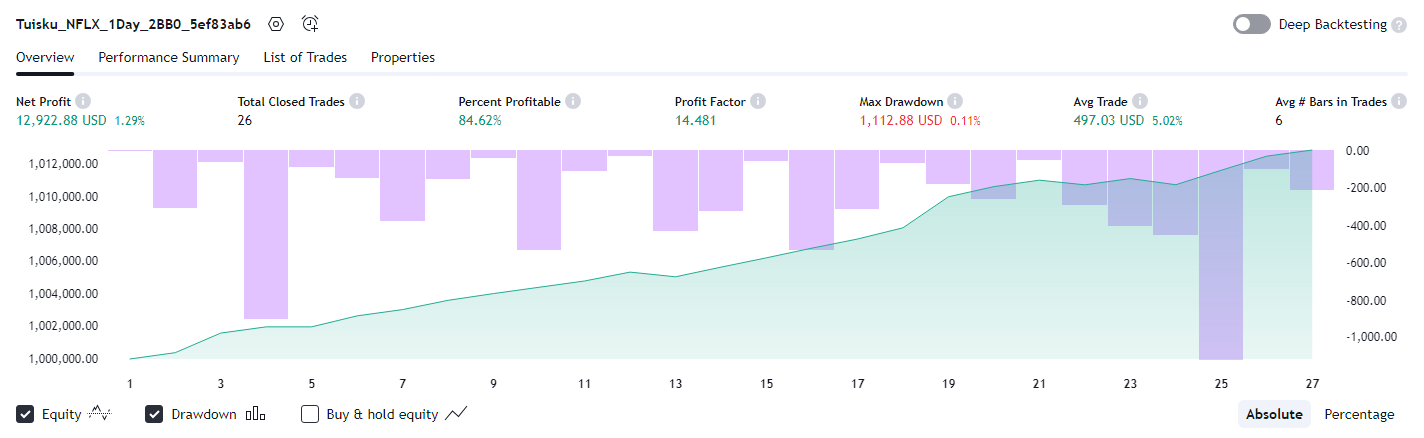 Tuisku_NFLX_1Day_2BB0_5ef83ab6 Deep Backtesting ?
Overview Performance Summary List of Trades Properties
Net Profit i Total Closed Trades i Percent Profitable i Profit Factor i Max Drawdown i Avg Trade i Avg # Bars in Trades i
12,922.88 USD 1.29% 26 84.62% 14.481 1,112.88 USD 0.11% 497.03 USD 5.02% 6
1,012,000.00 0.00
1,010,000.00 -200.00
1,008,000.00 -400.00
1,006,000.00 -600.00
1,004,000.00 -800.00
1,002,000.00 -1,000.00
1,000,000.00
1 3 5 7 9 11 13 15 17 19 21 23 25 27
Equity Drawdown Buy & hold equity Absolute Percentage